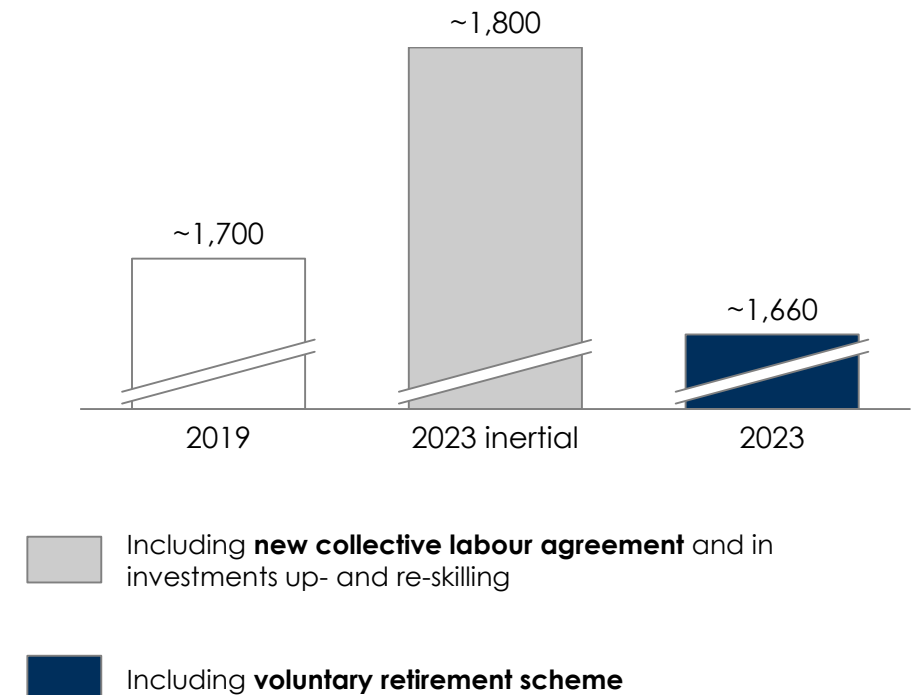 ~1,800
~1,700
~1,660
2019
2023 inertial
2023
Including new collective labour agreement and in
investments up- and re-skilling
Including voluntary retirement scheme